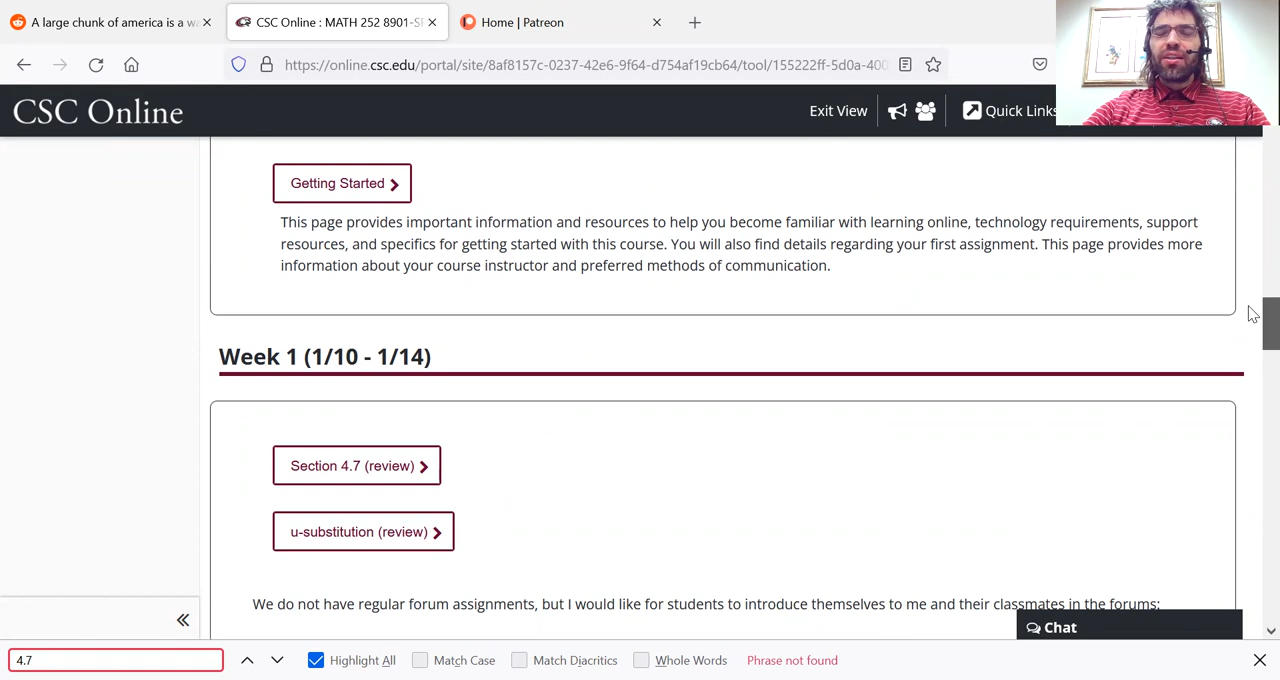 A large chunk of america is a wa
CSC Online : MATH 252 8901-SP
Home | Patreon
https://online.csc.edu/portal/site/8af8157c-0237-42e6-9f64-d754af19cb64/tool/155222ff-5d0a-400
CSC Online
Exit View
Quick Links
Getting Started
This page provides important information and resources to help you become familiar with learning online, technology requirements, support
resources, and specifics for getting started with this course. You will also find details regarding your first assignment. This page provides more
information about your course instructor and preferred methods of communication.
Week 1 (1/10 - 1/14)
Section 4.7 (review)
u-substitution (review)
We do not have regular forum assignments, but I would like for students to introduce themselves to me and their classmates in the forums:
Chat
4.7
Highlight All
Match Case
Match Diacritics
Whole Words
Phrase not found